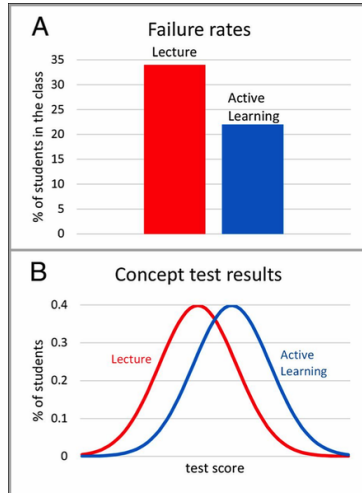 A
Failure rates
Lecture
Active
Learning
% of students in the class
35
30
25
20
15
10
5
0
B
Concept test results
0.4
0.3
0.2
0.1
0
% of students
Lecture
Active
Learning
test score